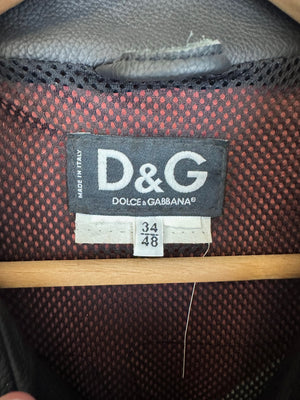 MADE IN ITALY
D&G
DOLCE & GABBANA®
34
48